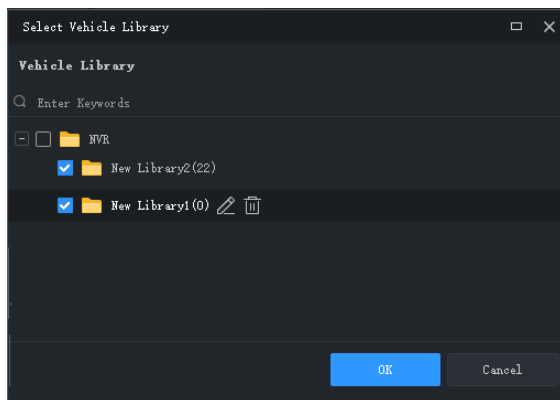 Select Vehicle Library
Vehicle Library
Enter Keywords
NVR
New Library2(22)
New Library1(0)
OK
Cancel